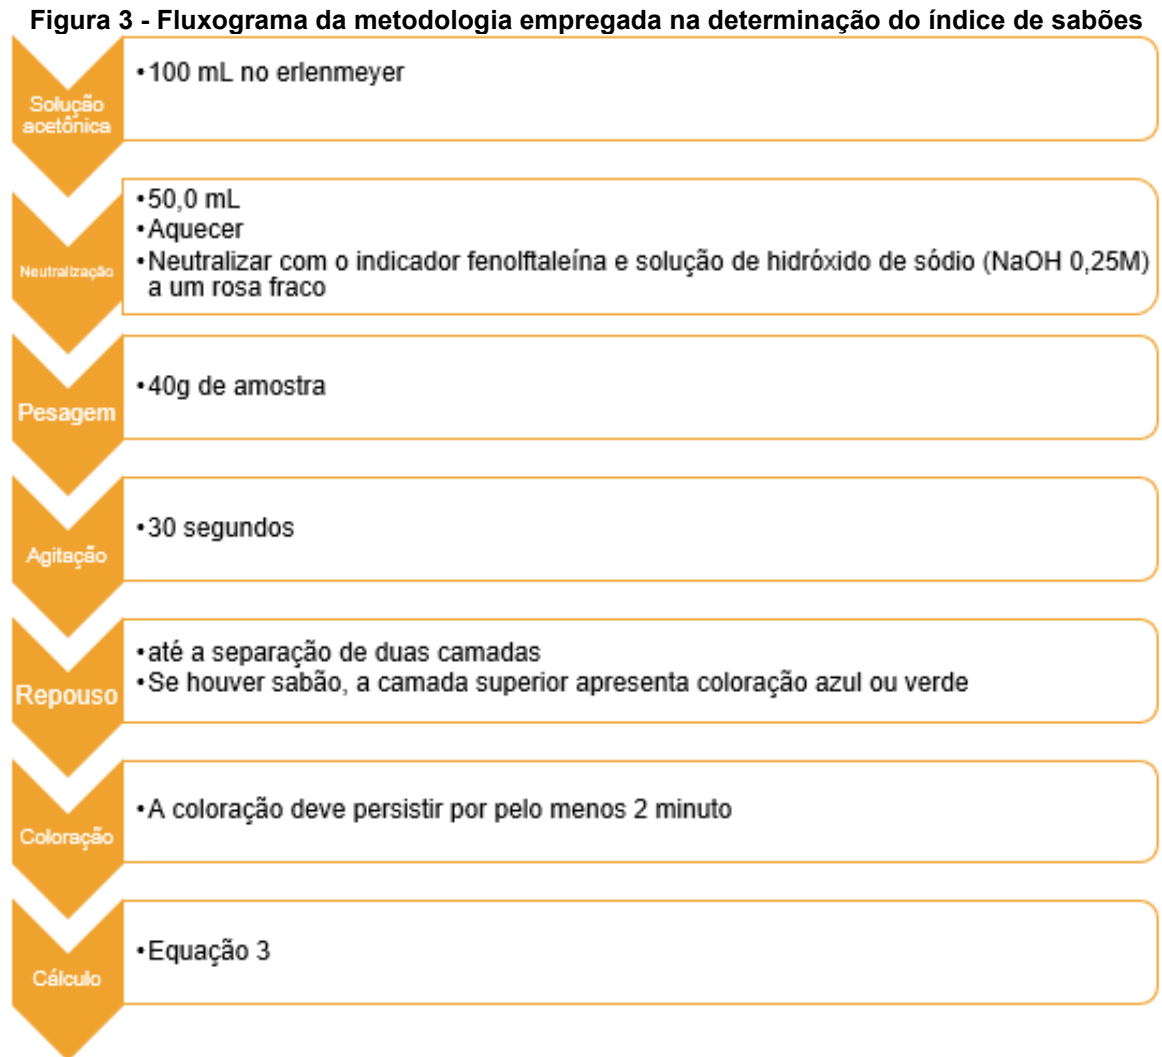 Figura 3 - Fluxograma da metodologia empregada na determinação do índice de sabões
Solução
acetônica
•100 mL no erlenmeyer
Neutralização
•50,0 mL
•Aquecer
•Neutralizar com o indicador fenolftaleína e solução de hidróxido de sódio (NaOH 0,25M)
a um rosa fraco
Pesagem
•40g de amostra
Agitação
•30 segundos
Repouso
•até a separação de duas camadas
•Se houver sabão, a camada superior apresenta coloração azul ou verde
Coloração
•A coloração deve persistir por pelo menos 2 minuto
Cálculo
•Equação 3